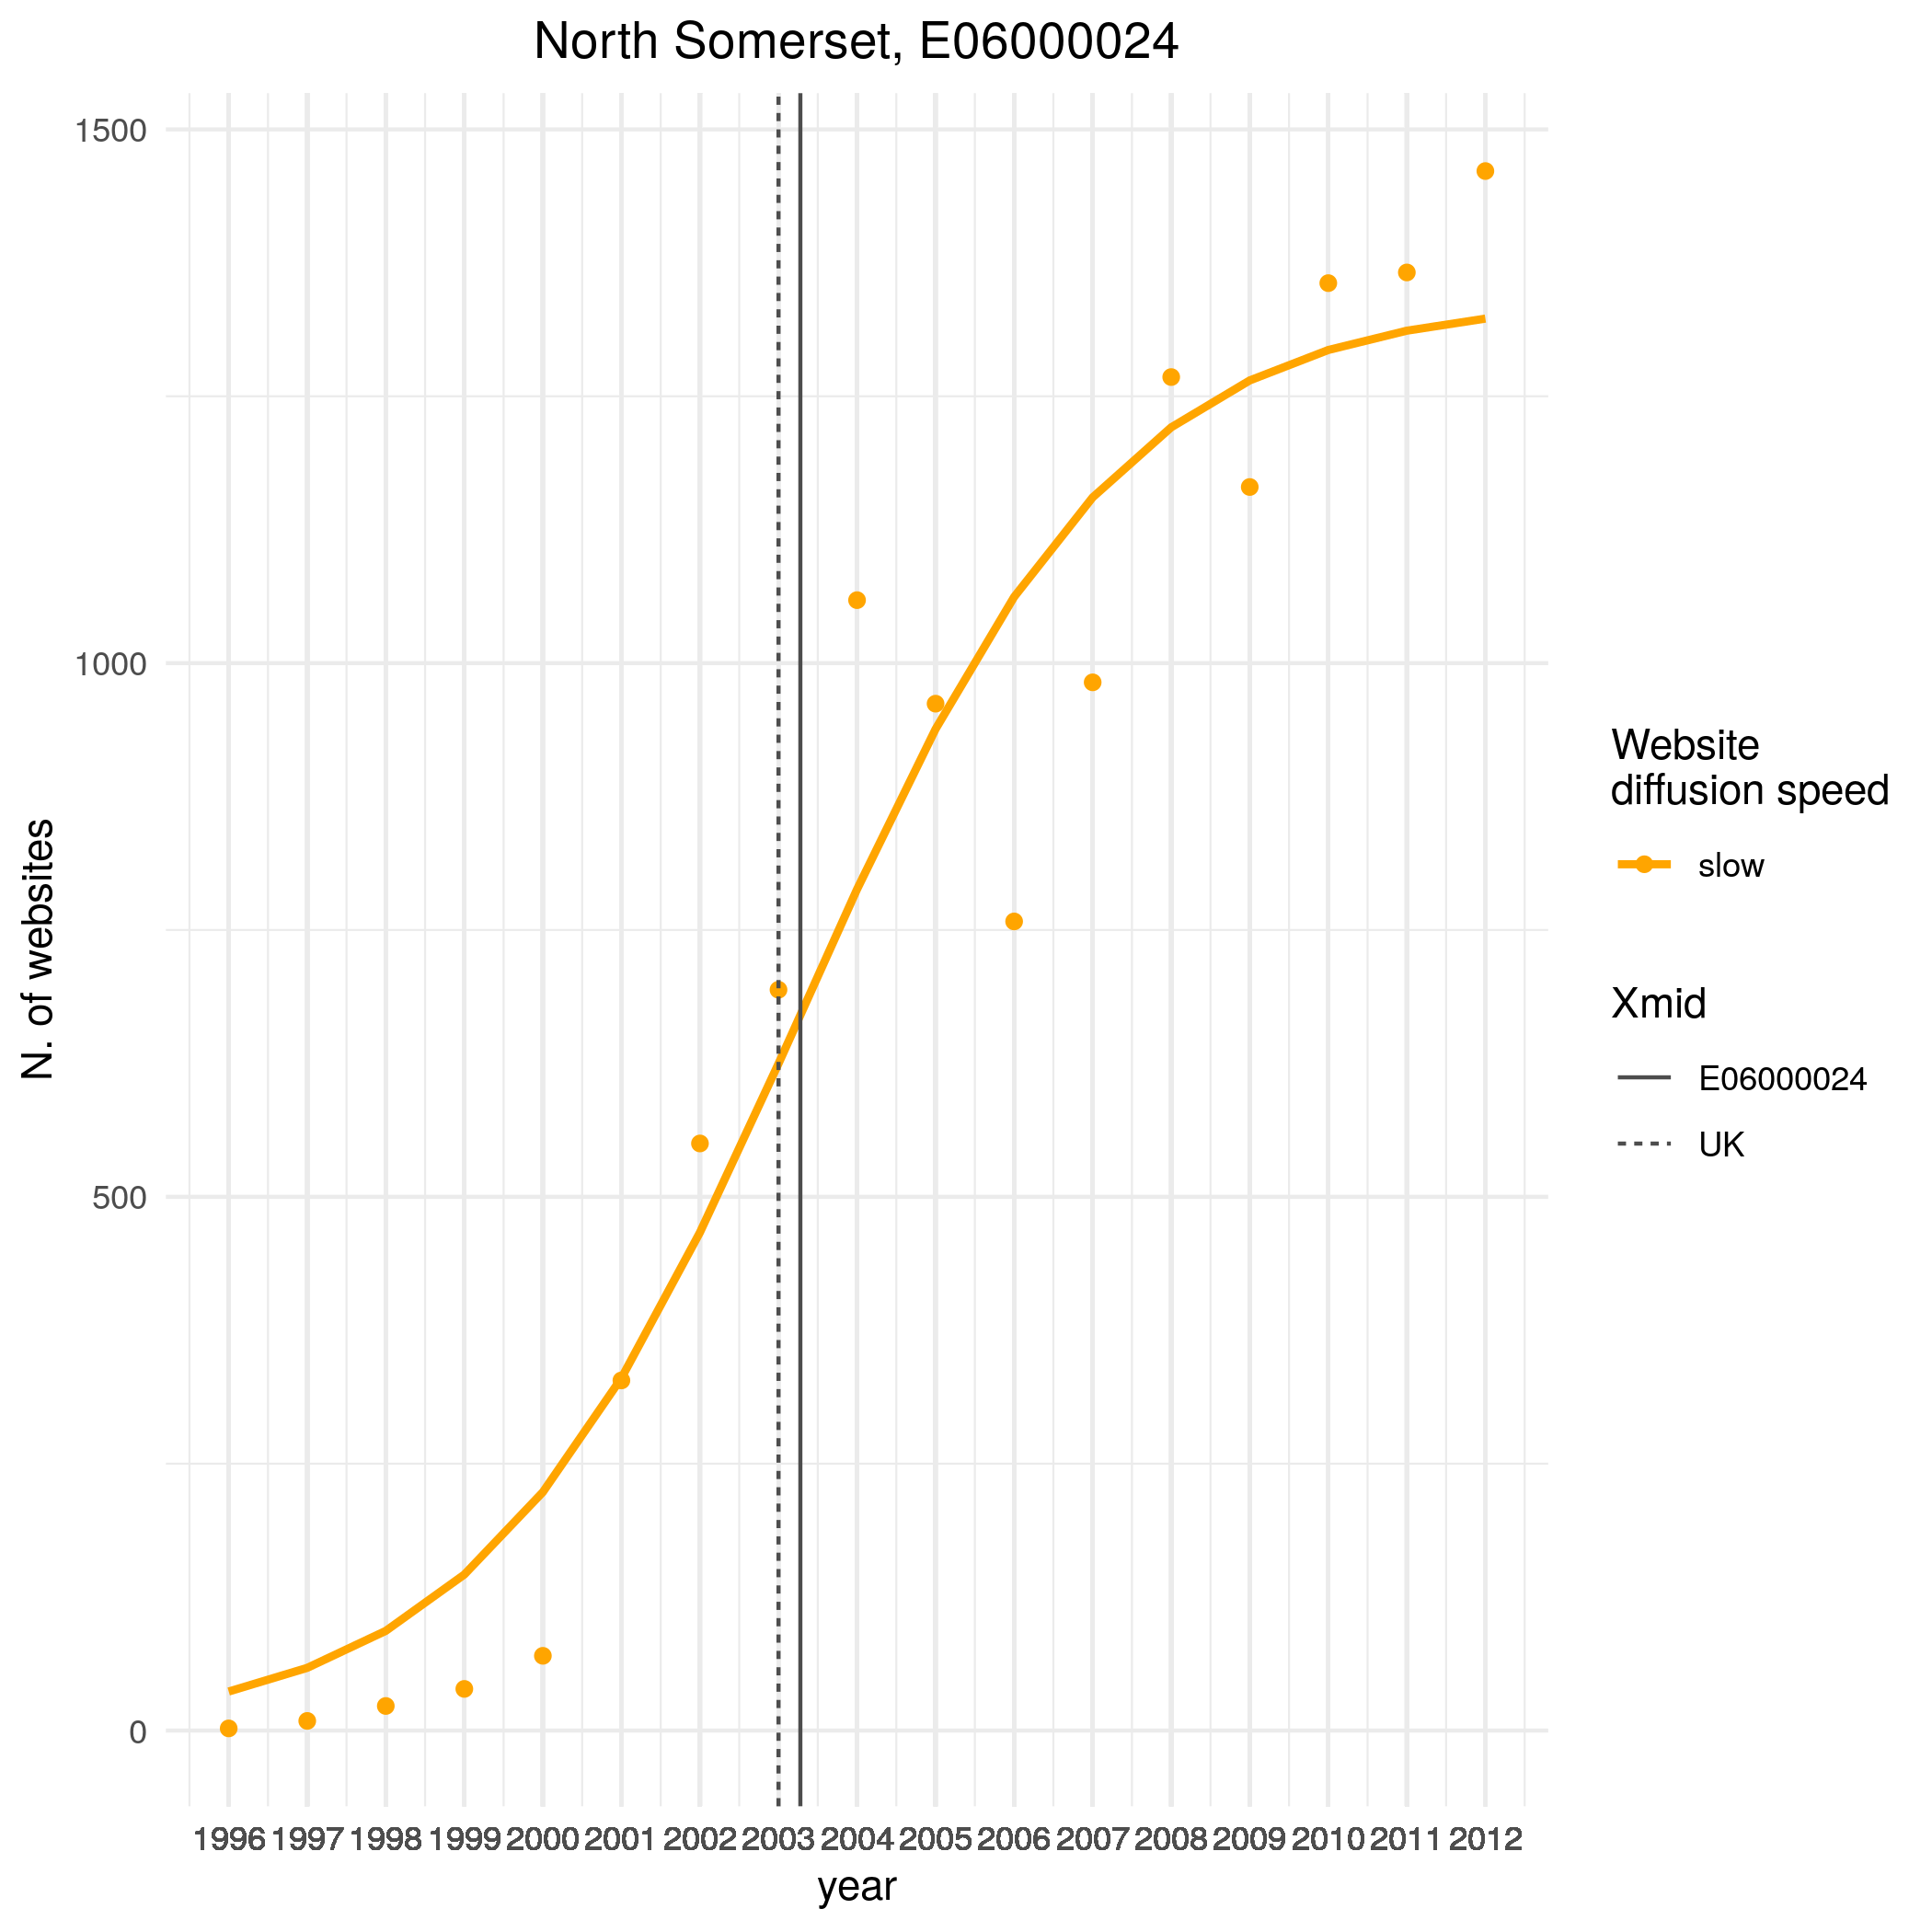 North Somerset, E06000024
1500
1000
500
0
N. of websites
1996 1997 1998 1999 2000 2001 2002 2003 2004 2005 2006 2007 2008 2009 2010 2011 2012
year
Website
diffusion speed
slow
Xmid
E06000024
UK